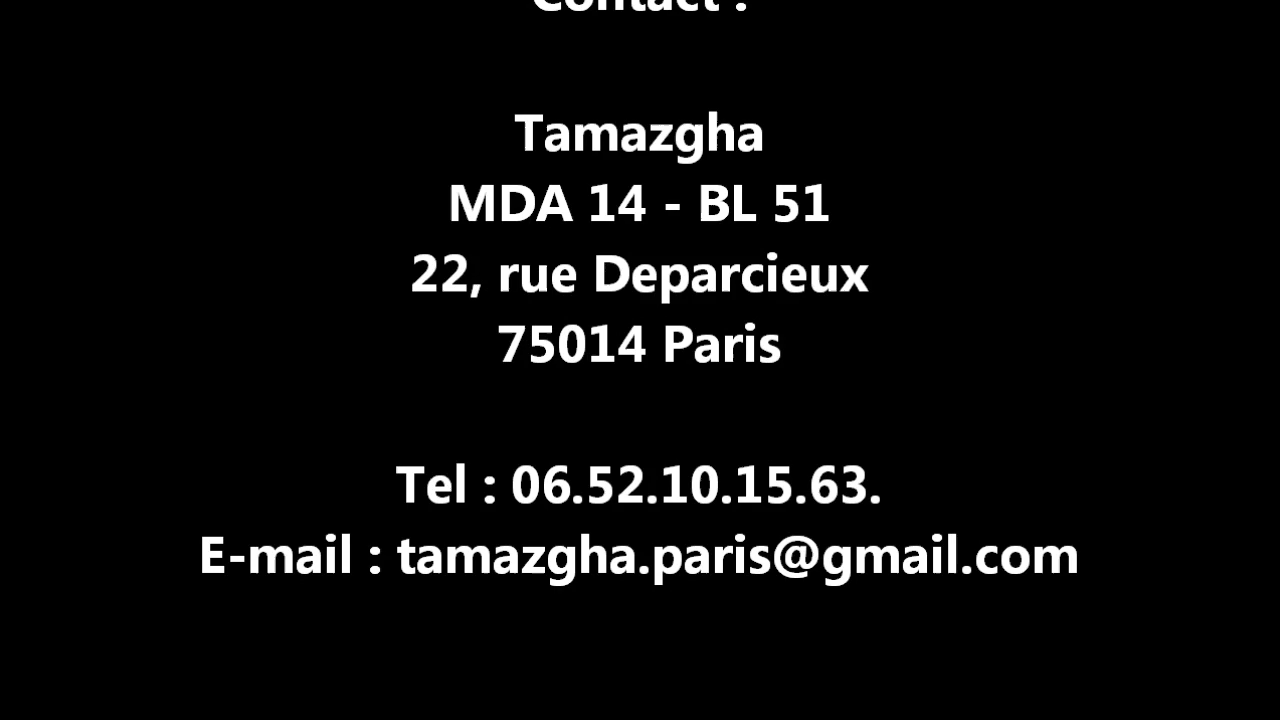 Contact :
Tamazgha
MDA 14 - BL 51
22, rue Deparcieux
75014 Paris
Tel : 06.52.10.15.63.
E-mail : tamazgha.paris@gmail.com